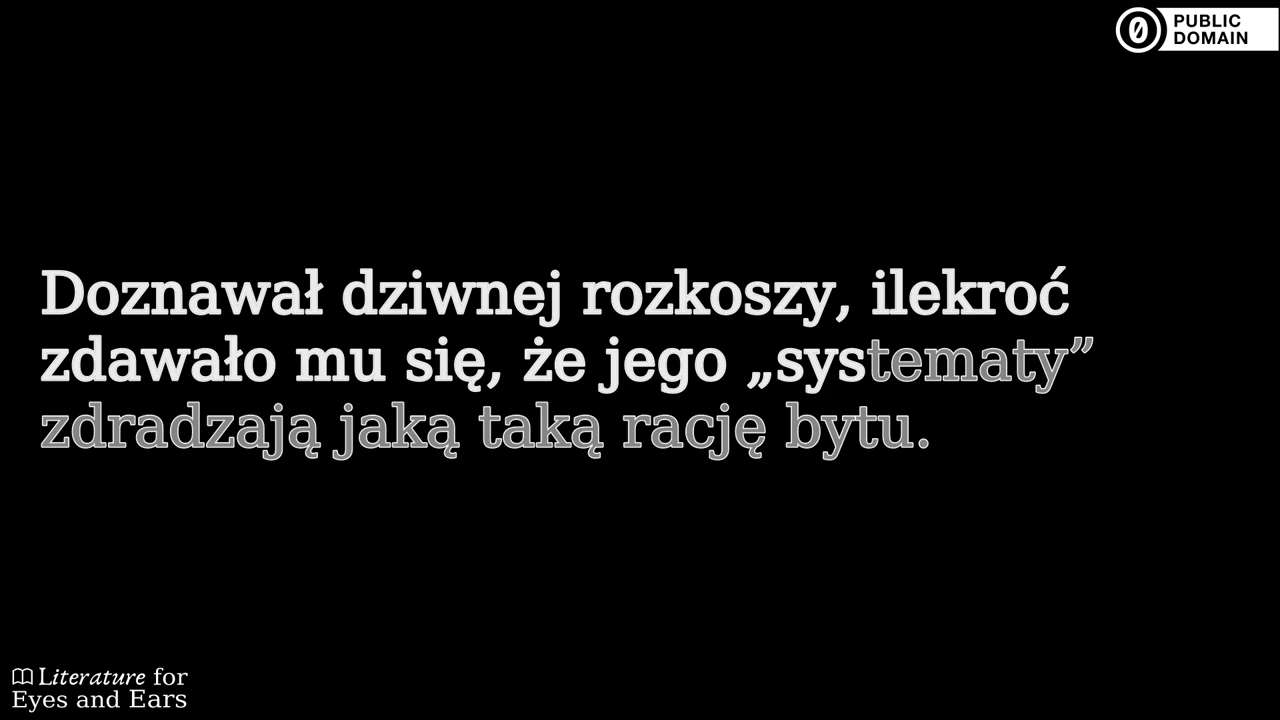 PUBLIC
DOMAIN
Doznawał dziwnej rozkoszy, ilekroć
zdawało mu się, że jego „systematy”
zdradzają jaką taką rację bytu.
Literature for
Eyes and Ears